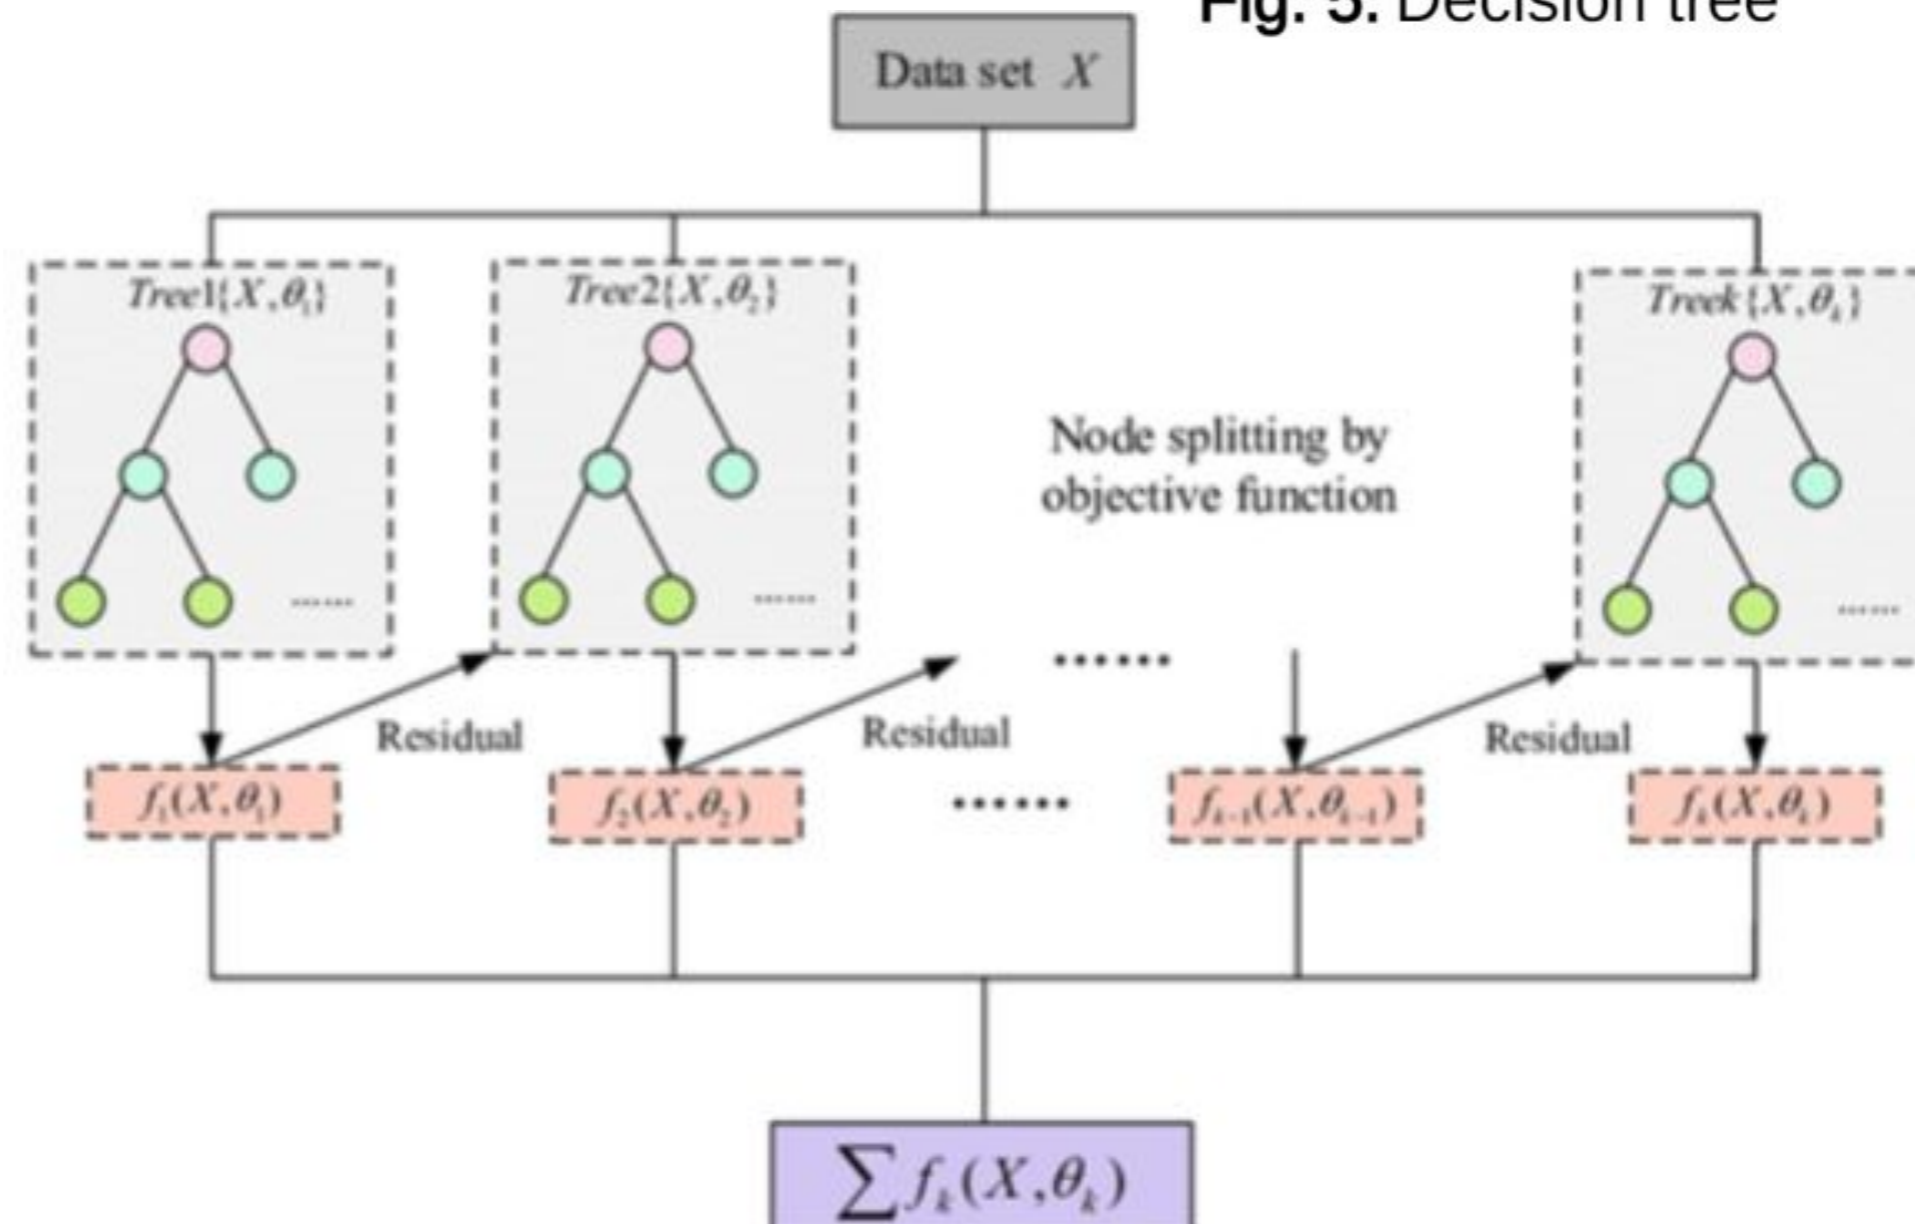 Fig. 5. Decision tree
Data set X
Tree1{X,θ₁}
Tree2{X,θ₂}
Treek{X,θₖ}
Node splitting by
objective function
......
......
......
......
Residual
Residual
Residual
f₁(X,θ₁)
f₂(X,θ₂)
......
fₖ₋₁(X,θₖ₋₁)
fₖ(X,θₖ)
∑fₖ(X,θₖ)